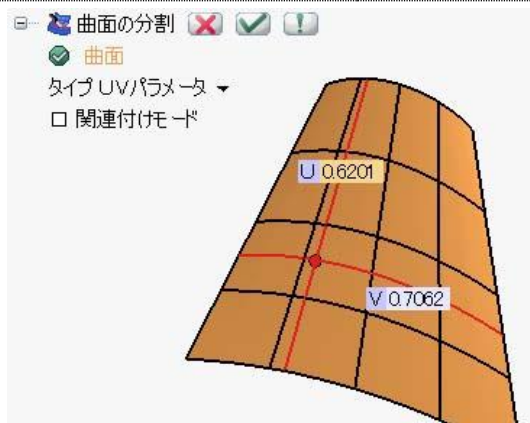 曲面の分割
曲面
タイプ UVパラメータ
関連付けモード
U 0.6201
V 0.7062